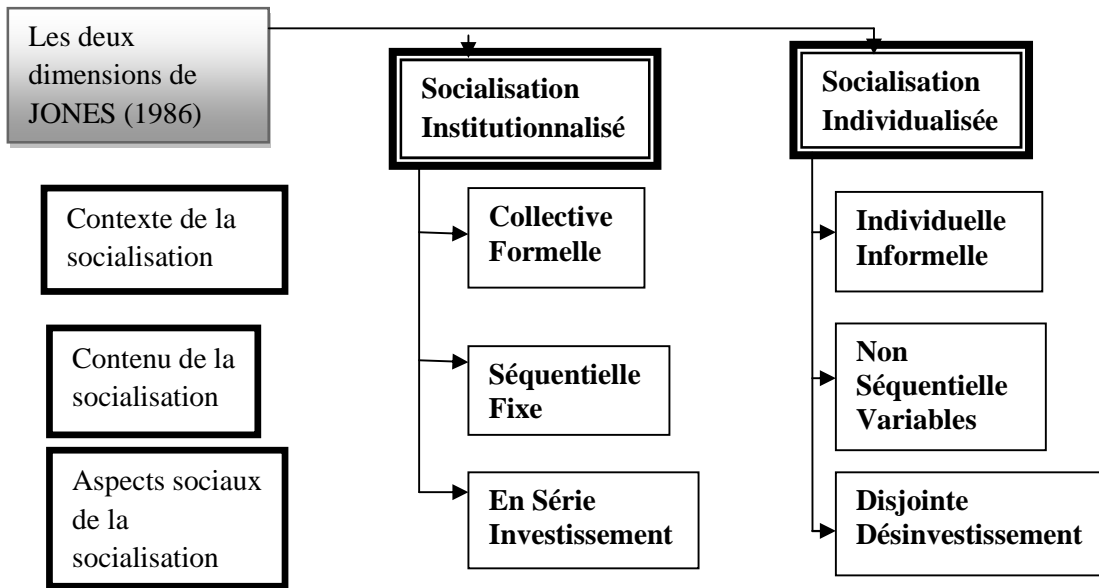 Les deux
dimensions de
JONES (1986)
Socialisation
Institutionnalisé
Socialisation
Individualisée
Contexte de la
socialisation
Collective
Formelle
Individuelle
Informelle
Contenu de la
socialisation
Séquentielle
Fixe
Non
Séquentielle
Variables
Aspects sociaux
de la
socialisation
En Série
Investissement
Disjointe
Désinvestissement